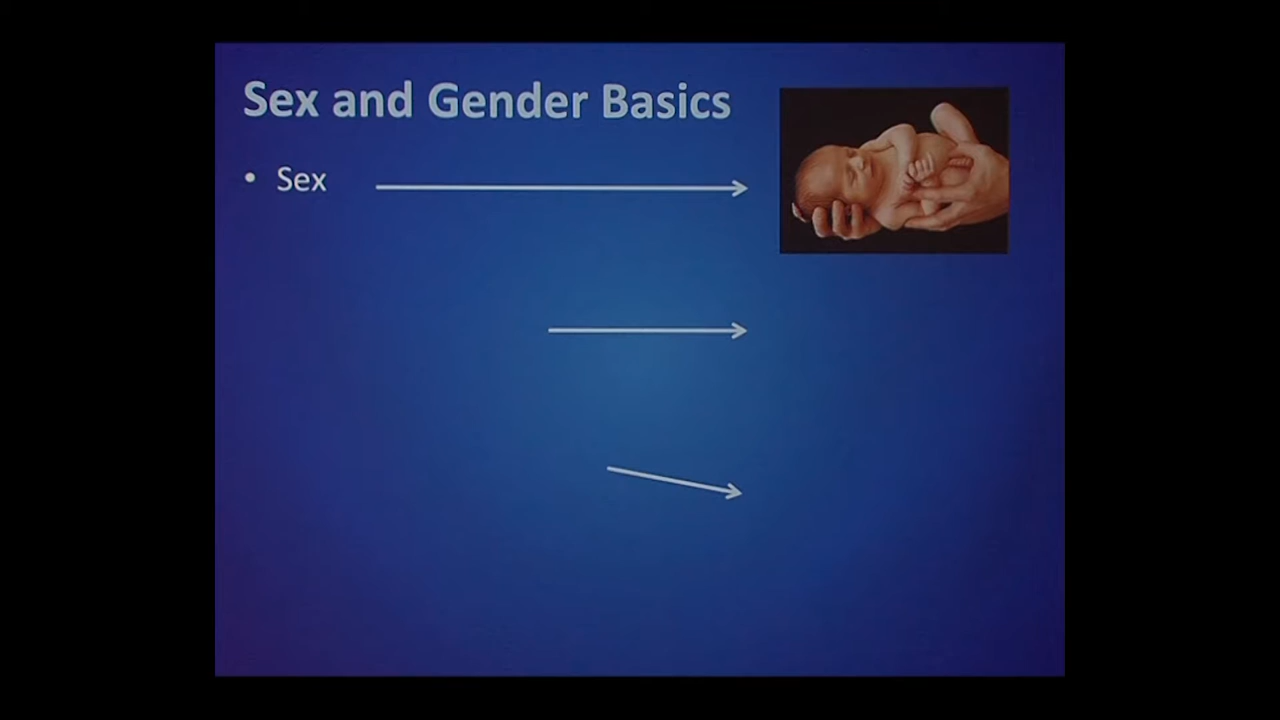 Sex and Gender Basics
• Sex